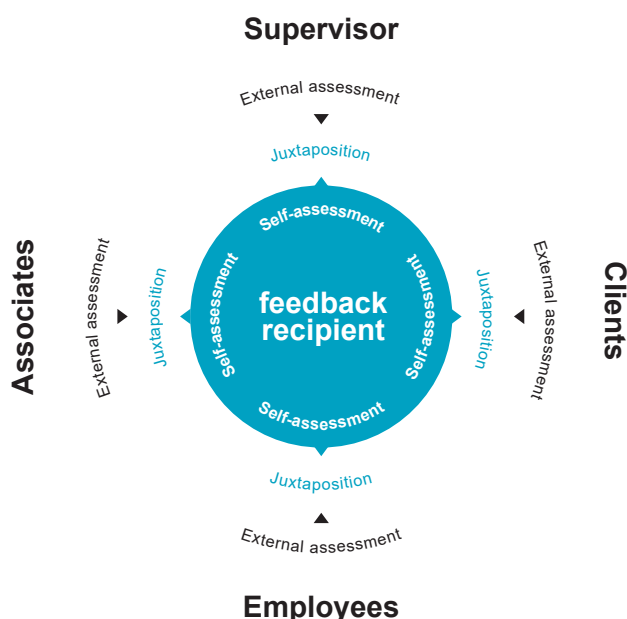 Supervisor
External assessment
Juxtaposition
Self-assessment
Associates
External assessment
Juxtaposition
Self-assessment
feedback
recipient
Self-assessment
Juxtaposition
External assessment
Clients
Self-assessment
Juxtaposition
External assessment
Employees